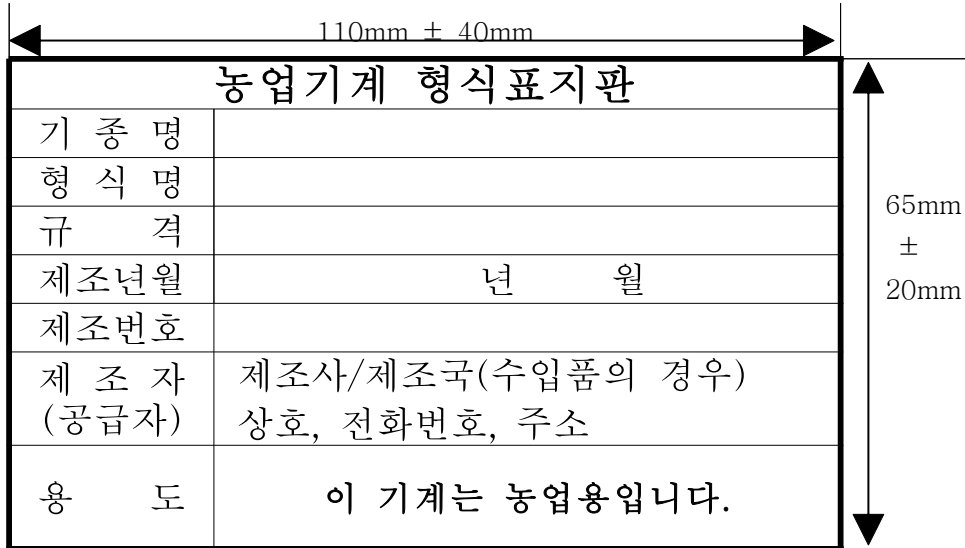 110mm ± 40mm
농업기계 형식표지판
기 종 명
형 식 명
규 격
제조년월 년 월
제조번호
제 조 자 제조사/제조국(수입품의 경우)
(공급자) 상호, 전화번호, 주소
용 도 이 기계는 농업용입니다.
65mm
±
20mm